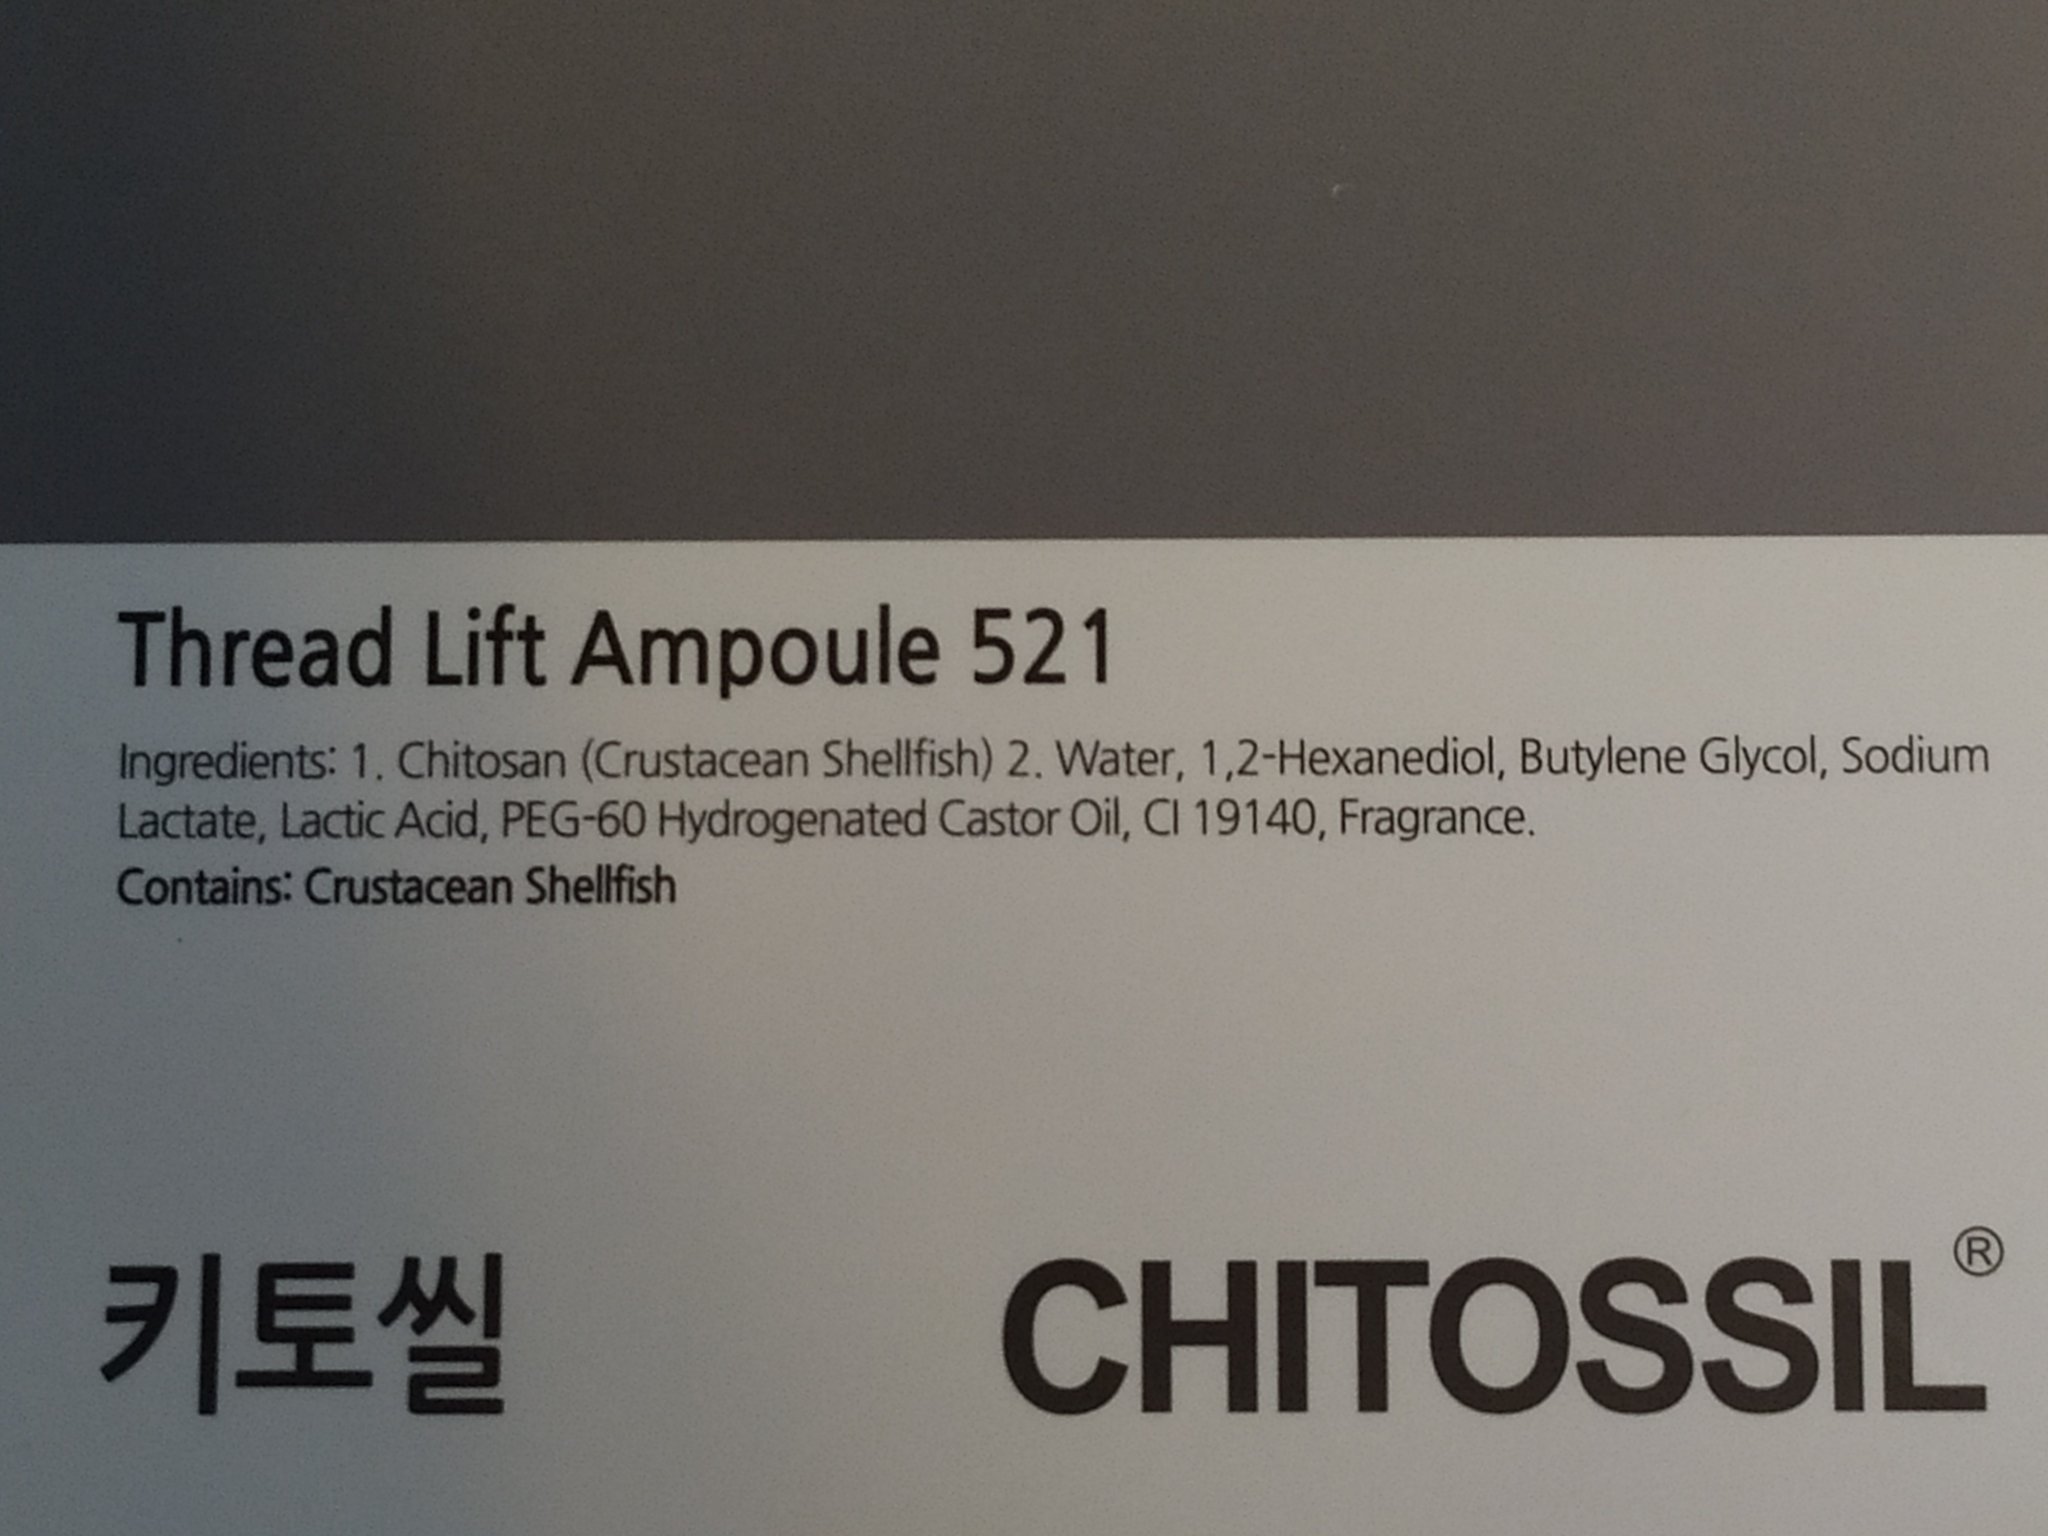 Thread Lift Ampoule 521
Ingredients: 1. Chitosan (Crustacean Shellfish) 2. Water, 1,2-Hexanediol, Butylene Glycol, Sodium
Lactate, Lactic Acid, PEG-60 Hydrogenated Castor Oil, CI 19140, Fragrance.
Contains: Crustacean Shellfish
키토씰 CHITOSSIL®